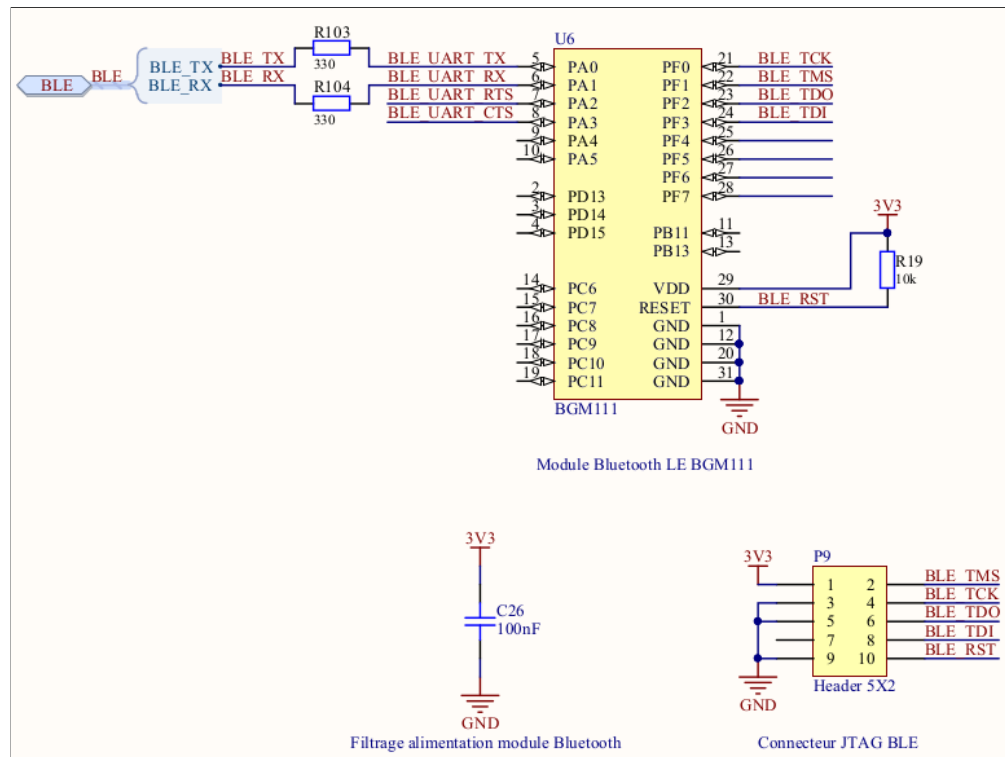 BLE
BLE
BLE_TX
BLE_RX
BLE_TX
BLE_RX
R103
330
R104
330
BLE_UART_TX
BLE_UART_RX
BLE_UART_RTS
BLE_UART_CTS
U6
5 PA0 PF0 21 BLE_TCK
6 PA1 PF1 22 BLE_TMS
7 PA2 PF2 23 BLE_TDO
8 PA3 PF3 24 BLE_TDI
9 PA4 PF4 25
10 PA5 PF5 26
PF6 27
2 PD13 PF7 28
3 PD14
4 PD15 PB11 11
PB13 13
14 PC6 VDD 29
15 PC7 RESET 30 BLE_RST
16 PC8 GND 1
17 PC9 GND 12
18 PC10 GND 20
19 PC11 GND 31
BGM111
3V3
R19
10k
GND
Module Bluetooth LE BGM111
3V3
C26
100nF
GND
Filtrage alimentation module Bluetooth
3V3
P9
1 2 BLE_TMS
3 4 BLE_TCK
5 6 BLE_TDO
7 8 BLE_TDI
9 10 BLE_RST
Header 5X2
GND
Connecteur JTAG BLE